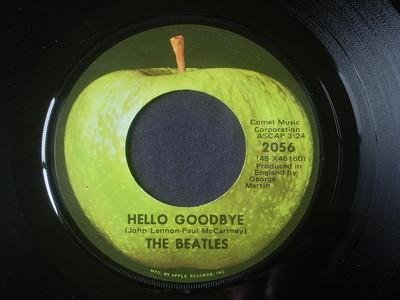 Comet Music
Corporation
ASCAP 3:24
2056
(45 X46160)
Produced in
England by
George
Martin
HELLO GOODBYE
(John Lennon-Paul McCartney)
THE BEATLES
MFD. BY APPLE RECORDS, INC.